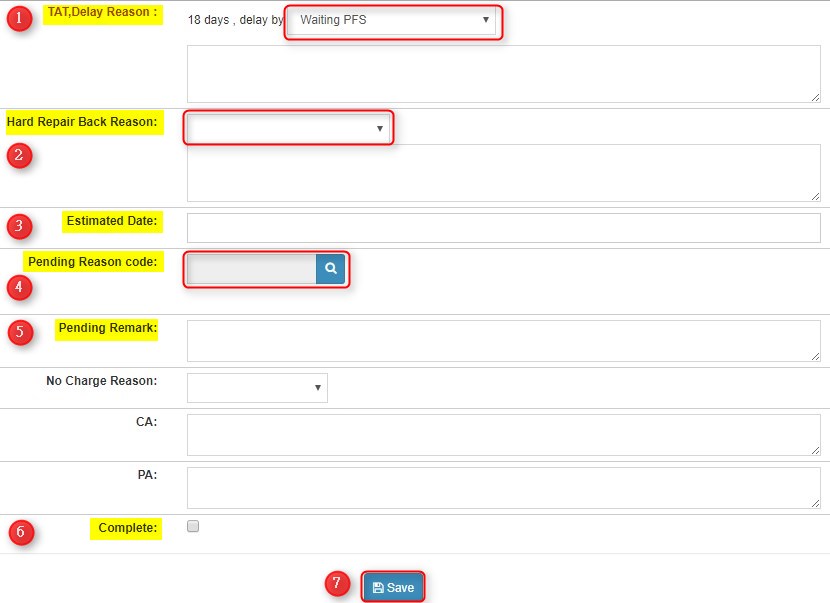 1 TAT,Delay Reason : 18 days , delay by Waiting PFS
Hard Repair Back Reason:
2
3 Estimated Date:
Pending Reason code:
4
5 Pending Remark:
No Charge Reason:
CA:
PA:
6 Complete:
7 Save